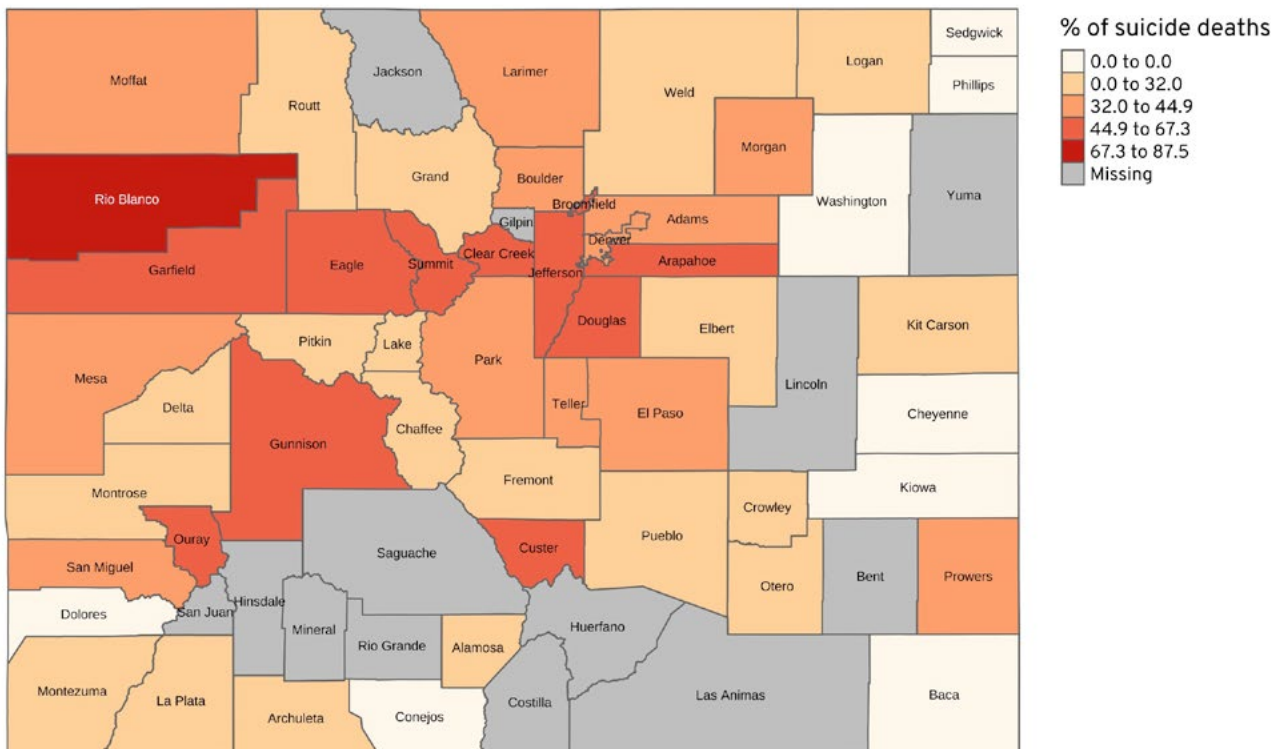 % of suicide deaths
0.0 to 0.0
0.0 to 32.0
32.0 to 44.9
44.9 to 67.3
67.3 to 87.5
Missing
Sedgwick
Logan
Phillips
Moffat
Jackson
Larimer
Weld
Routt
Morgan
Grand
Boulder
Rio Blanco
Washington
Yuma
Broomfield
Gilpin
Adams
Denver
Clear Creek
Garfield
Eagle
Summit
Jefferson
Arapahoe
Douglas
Elbert
Kit Carson
Pitkin
Lake
Park
Mesa
Lincoln
Delta
Teller
El Paso
Cheyenne
Chaffee
Gunnison
Fremont
Kiowa
Montrose
Crowley
Ouray
Pueblo
Custer
Saguache
San Miguel
Otero
Bent
Prowers
Hinsdale
Dolores
San Juan
Mineral
Huerfano
Rio Grande
Alamosa
Montezuma
La Plata
Costilla
Las Animas
Baca
Archuleta
Conejos